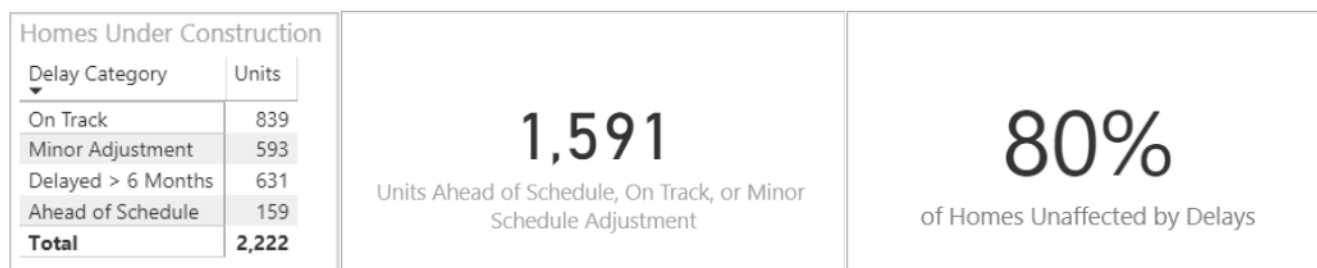 Homes Under Construction
Delay Category Units
On Track 839
Minor Adjustment 593
Delayed > 6 Months 631
Ahead of Schedule 159
Total 2,222
1,591
Units Ahead of Schedule, On Track, or Minor
Schedule Adjustment
80%
of Homes Unaffected by Delays